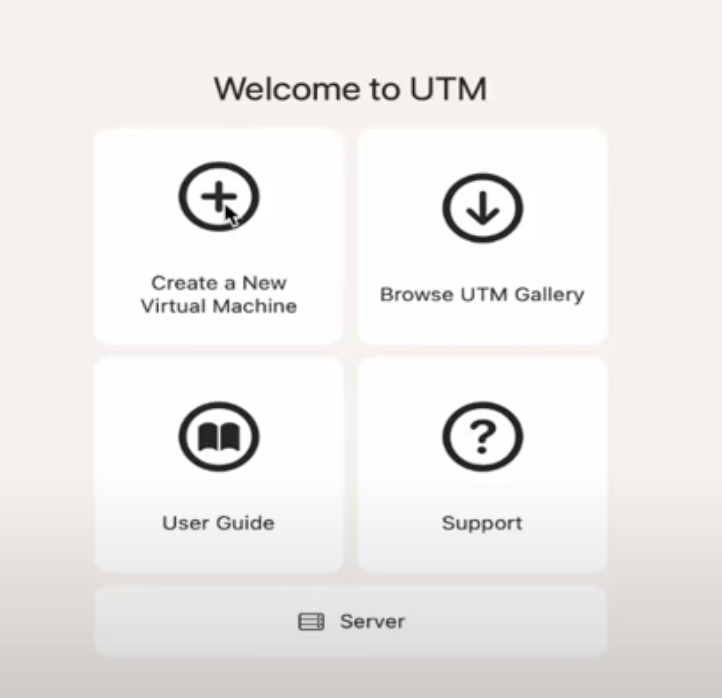 Welcome to UTM
Create a New
Virtual Machine
Browse UTM Gallery
User Guide
Support
Server